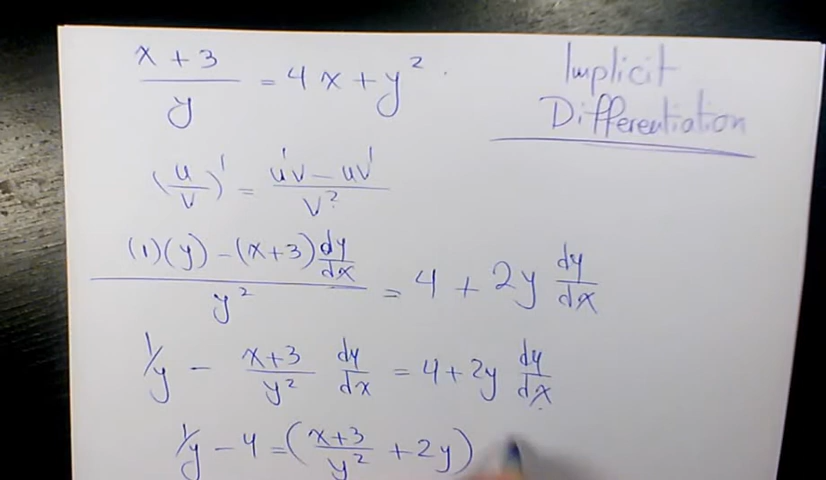 x + 3 / y = 4x + y²
Implicit
Differentiation
(u/v)' = u'v - uv' / v²
(1)(y) - (x+3) dy/dx / y² = 4 + 2y dy/dx
1/y - x+3 / y² dy/dx = 4 + 2y dy/dx
1/y - 4 = (x+3 / y² + 2y)